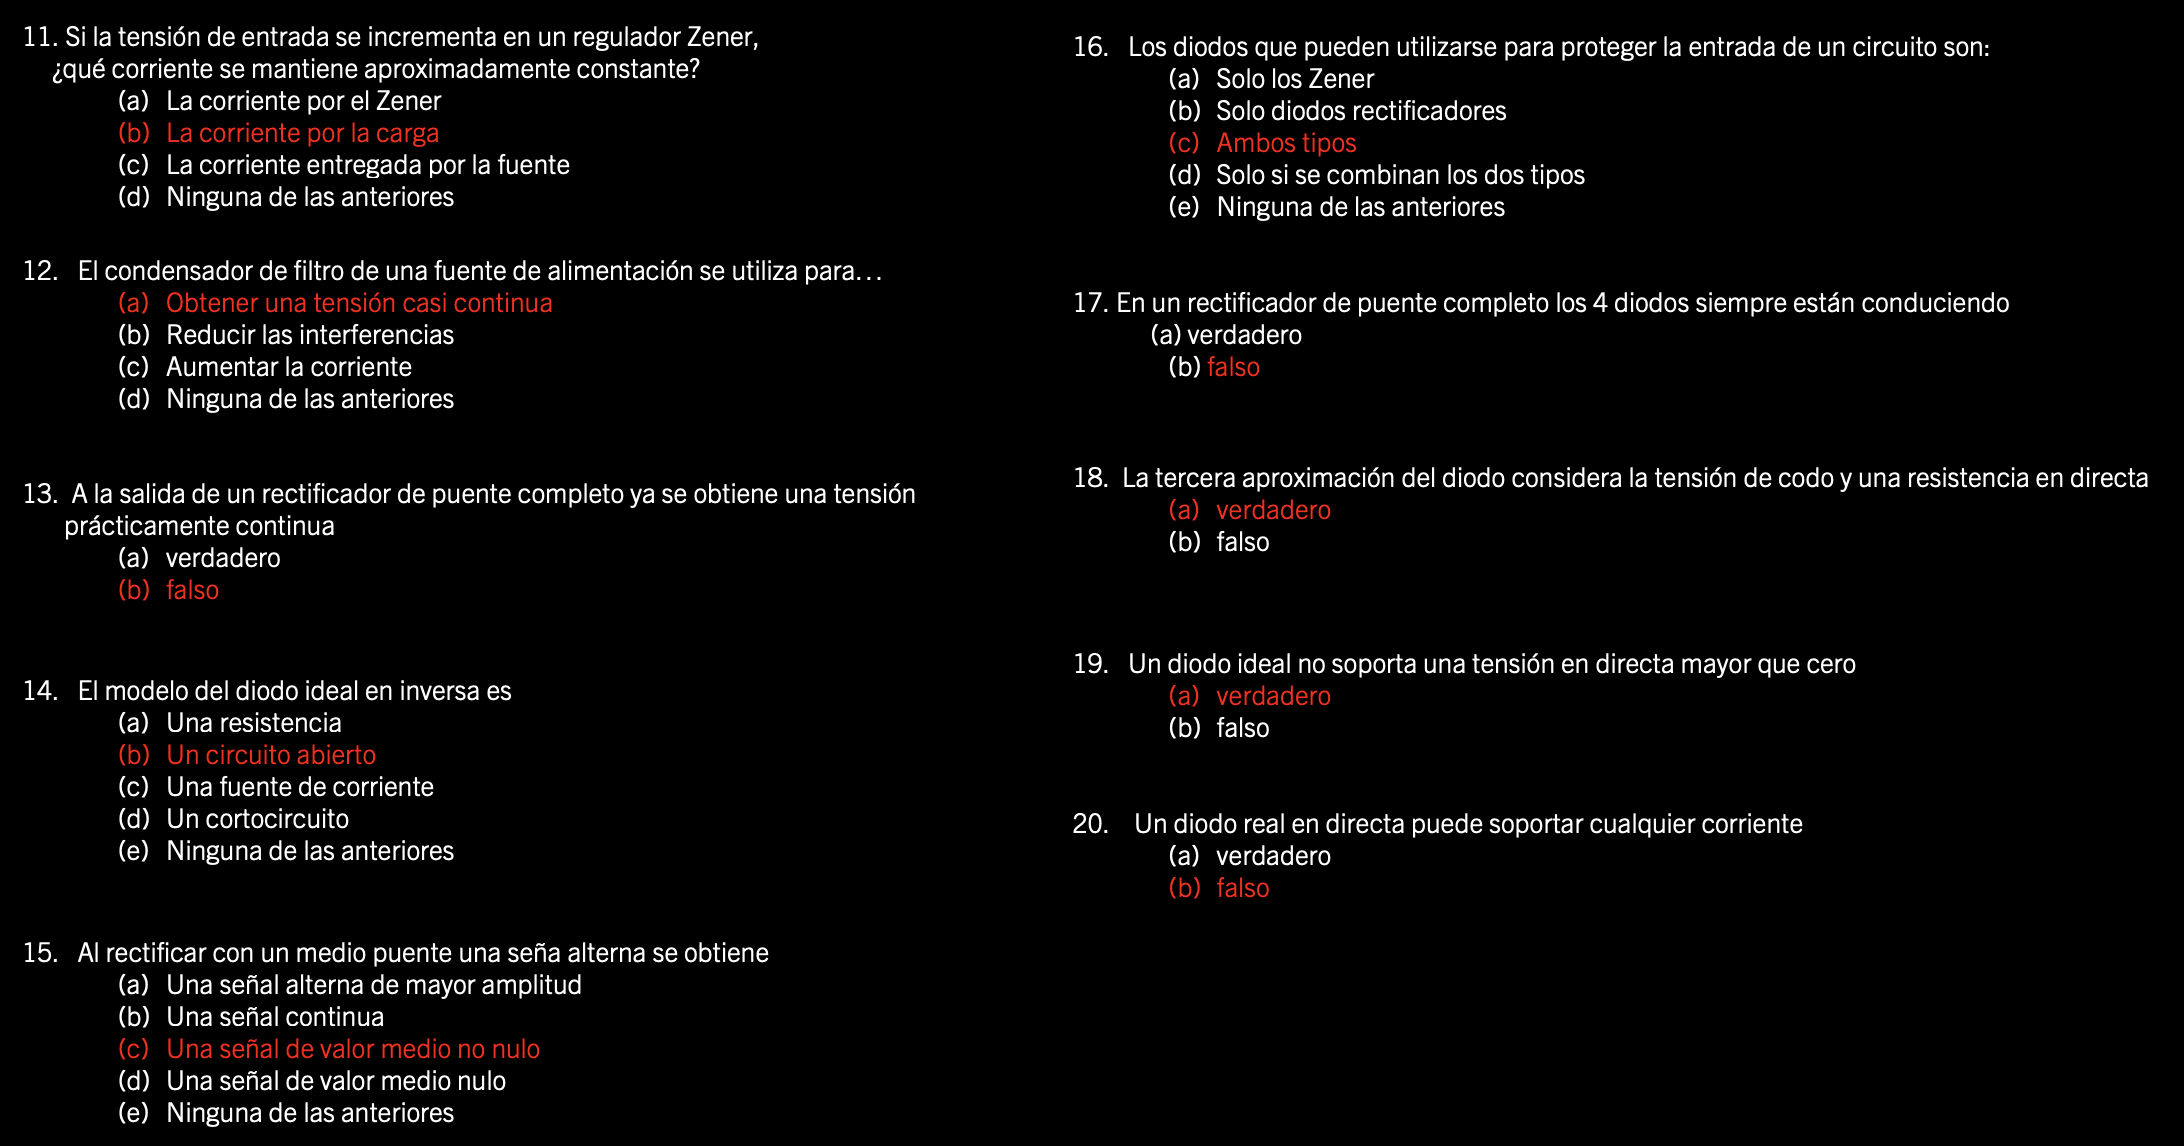 11. Si la tensión de entrada se incrementa en un regulador Zener,
¿qué corriente se mantiene aproximadamente constante?
(a) La corriente por el Zener
(b) La corriente por la carga
(c) La corriente entregada por la fuente
(d) Ninguna de las anteriores
12. El condensador de filtro de una fuente de alimentación se utiliza para…
(a) Obtener una tensión casi continua
(b) Reducir las interferencias
(c) Aumentar la corriente
(d) Ninguna de las anteriores
13. A la salida de un rectificador de puente completo ya se obtiene una tensión
prácticamente continua
(a) verdadero
(b) falso
14. El modelo del diodo ideal en inversa es
(a) Una resistencia
(b) Un circuito abierto
(c) Una fuente de corriente
(d) Un cortocircuito
(e) Ninguna de las anteriores
15. Al rectificar con un medio puente una seña alterna se obtiene
(a) Una señal alterna de mayor amplitud
(b) Una señal continua
(c) Una señal de valor medio no nulo
(d) Una señal de valor medio nulo
(e) Ninguna de las anteriores
16. Los diodos que pueden utilizarse para proteger la entrada de un circuito son:
(a) Solo los Zener
(b) Solo diodos rectificadores
(c) Ambos tipos
(d) Solo si se combinan los dos tipos
(e) Ninguna de las anteriores
17. En un rectificador de puente completo los 4 diodos siempre están conduciendo
(a) verdadero
(b) falso
18. La tercera aproximación del diodo considera la tensión de codo y una resistencia en directa
(a) verdadero
(b) falso
19. Un diodo ideal no soporta una tensión en directa mayor que cero
(a) verdadero
(b) falso
20. Un diodo real en directa puede soportar cualquier corriente
(a) verdadero
(b) falso